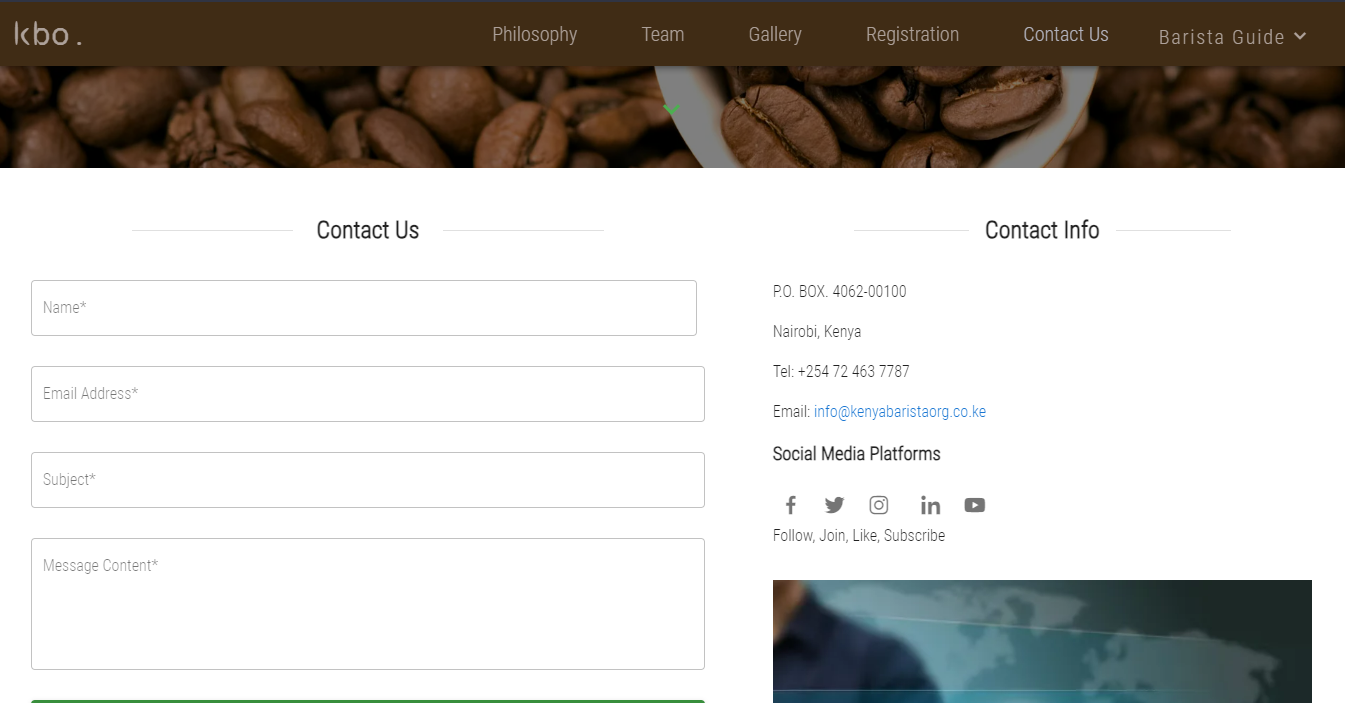 kbo .
Philosophy
Team
Gallery
Registration
Contact Us
Barista Guide
Contact Us
Name*
Email Address*
Subject*
Message Content*
Contact Info
P.O. BOX. 4062-00100
Nairobi, Kenya
Tel: +254 72 463 7787
Email: info@kenyabaristaorg.co.ke
Social Media Platforms
Follow, Join, Like, Subscribe